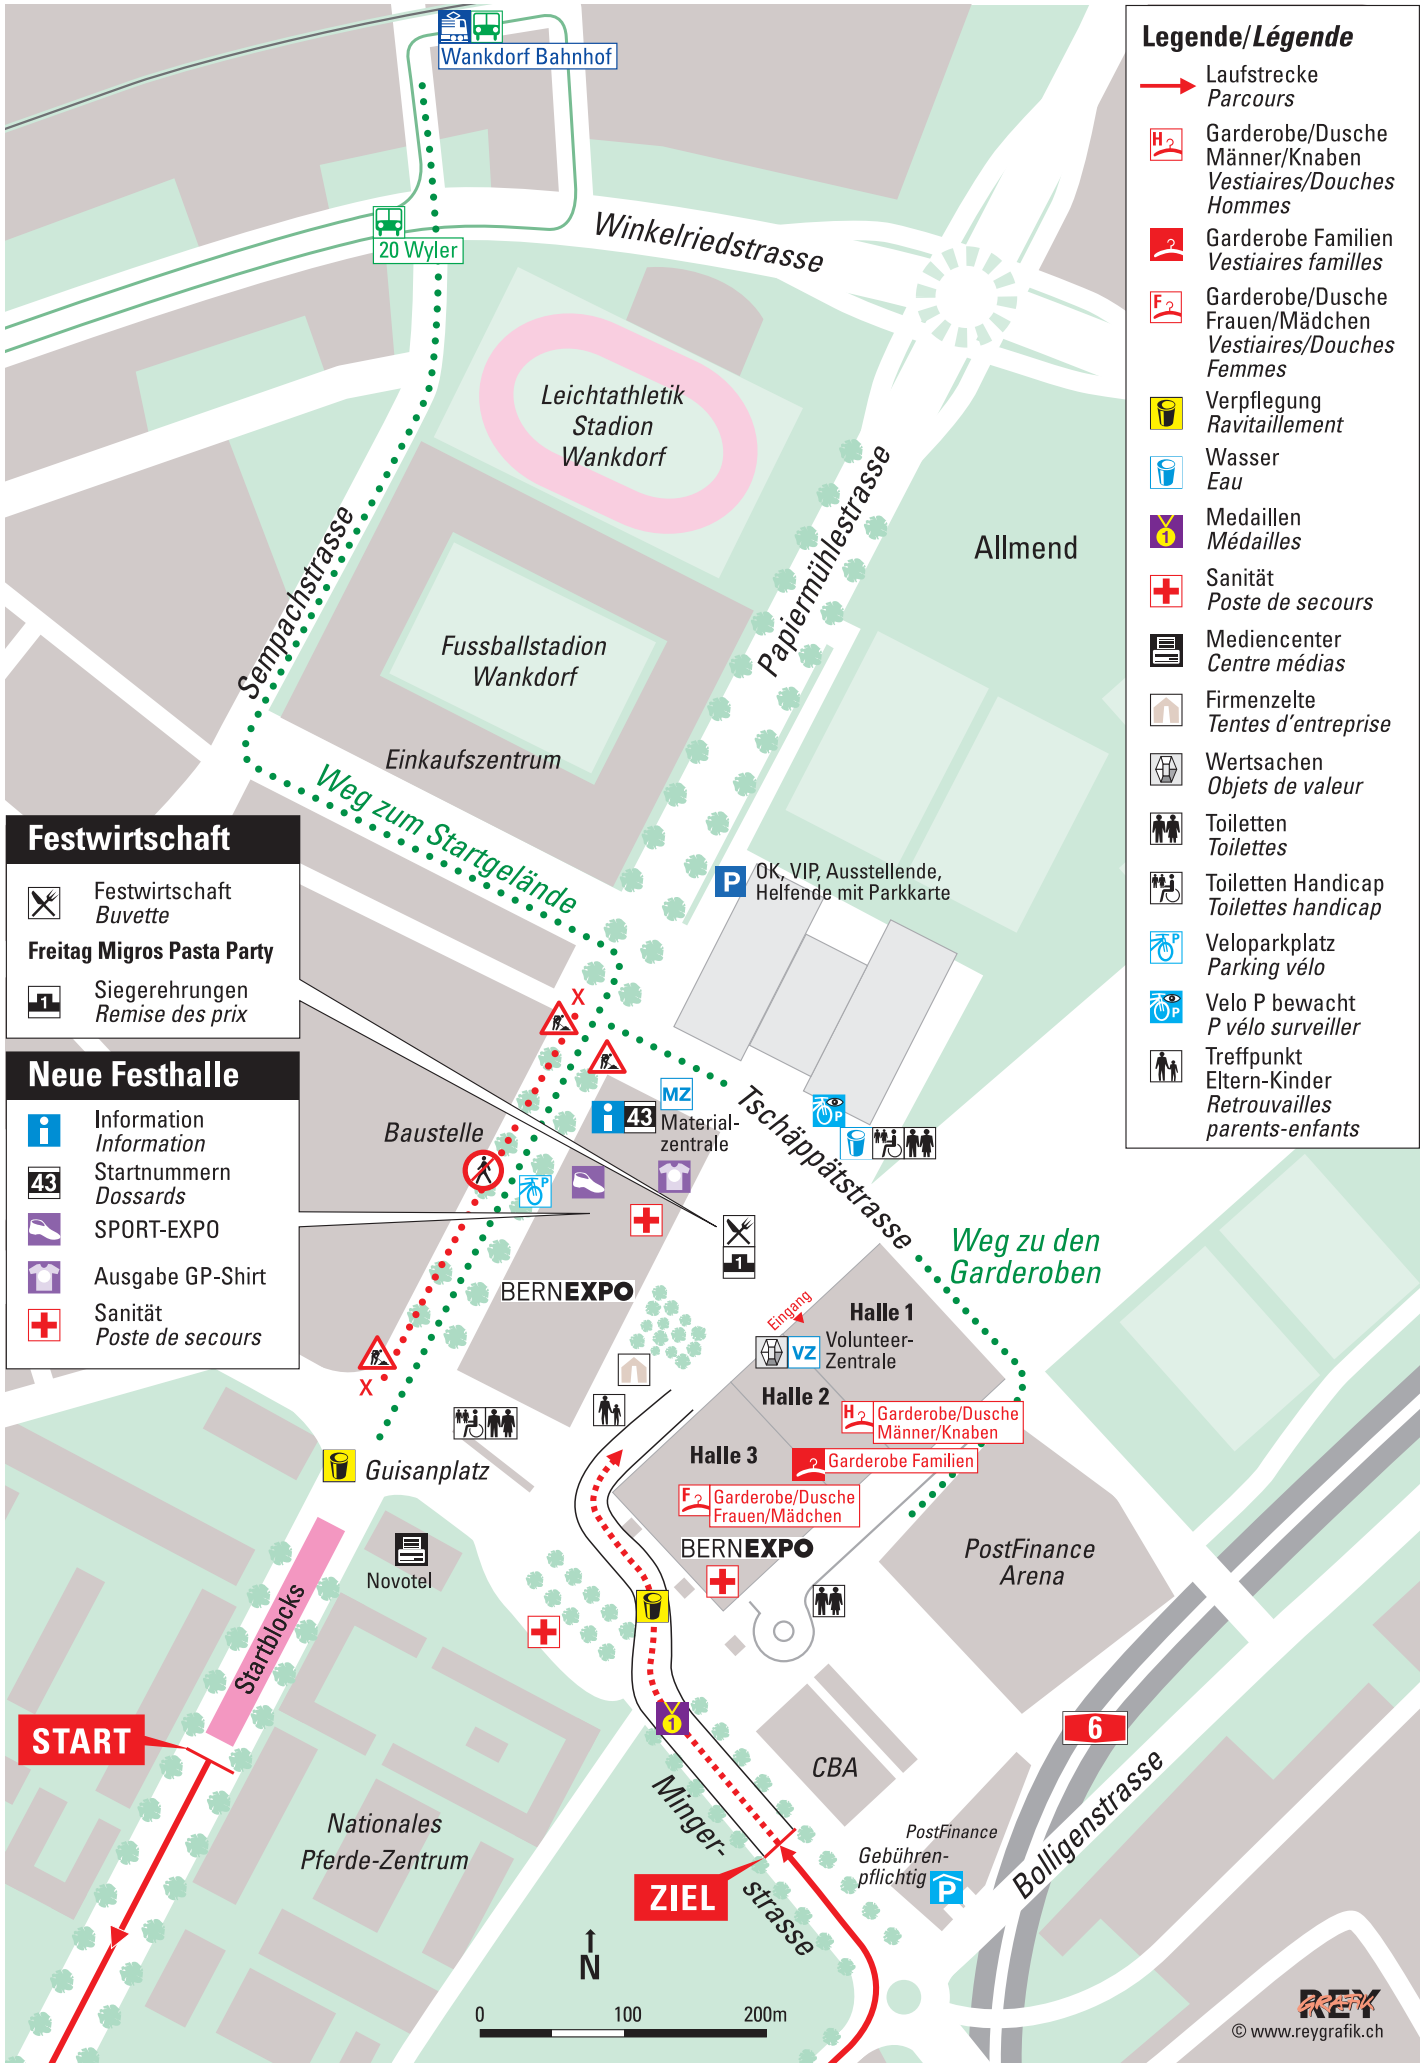 Wankdorf Bahnhof
20 Wyler
Winkelriedstrasse
Leichtathletik
Stadion
Wankdorf
Papiermühlestrasse
Allmend
Sempachstrasse
Fussballstadion
Wankdorf
Einkaufszentrum
Weg zum Startgelände
P
OK, VIP, Ausstellende,
Helfende mit Parkkarte
Festwirtschaft
Festwirtschaft
Buvette
Freitag Migros Pasta Party
1
Siegerehrungen
Remise des prix
Neue Festhalle
i
Information
Information
43
Startnummern
Dossards
SPORT-EXPO
Ausgabe GP-Shirt
Sanität
Poste de secours
X
MZ
i
43
Material-
zentrale
Baustelle
P
P
Tschäppätstrasse
1
Weg zu den
Garderoben
BERNEXPO
Eingang
Halle 1
VZ
Volunteer-
Zentrale
X
Halle 2
H
Garderobe/Dusche
Männer/Knaben
Halle 3
Garderobe Familien
F
Garderobe/Dusche
Frauen/Mädchen
Guisanplatz
BERNEXPO
PostFinance
Arena
Novotel
Startblocks
START
1
6
CBA
Minger-
strasse
Nationales
Pferde-Zentrum
PostFinance
Gebühren-
pflichtig
P
Bolligenstrasse
ZIEL
N
0 100 200m
REY
GRAFIK
© www.reygrafik.ch
Legende/Légende
Laufstrecke
Parcours
H
Garderobe/Dusche
Männer/Knaben
Vestiaires/Douches
Hommes
Garderobe Familien
Vestiaires familles
F
Garderobe/Dusche
Frauen/Mädchen
Vestiaires/Douches
Femmes
Verpflegung
Ravitaillement
Wasser
Eau
1
Medaillen
Médailles
Sanität
Poste de secours
Mediencenter
Centre médias
Firmenzelte
Tentes d'entreprise
Wertsachen
Objets de valeur
Toiletten
Toilettes
Toiletten Handicap
Toilettes handicap
P
Veloparkplatz
Parking vélo
P
Velo P bewacht
P vélo surveiller
Treffpunkt
Eltern-Kinder
Retrouvailles
parents-enfants